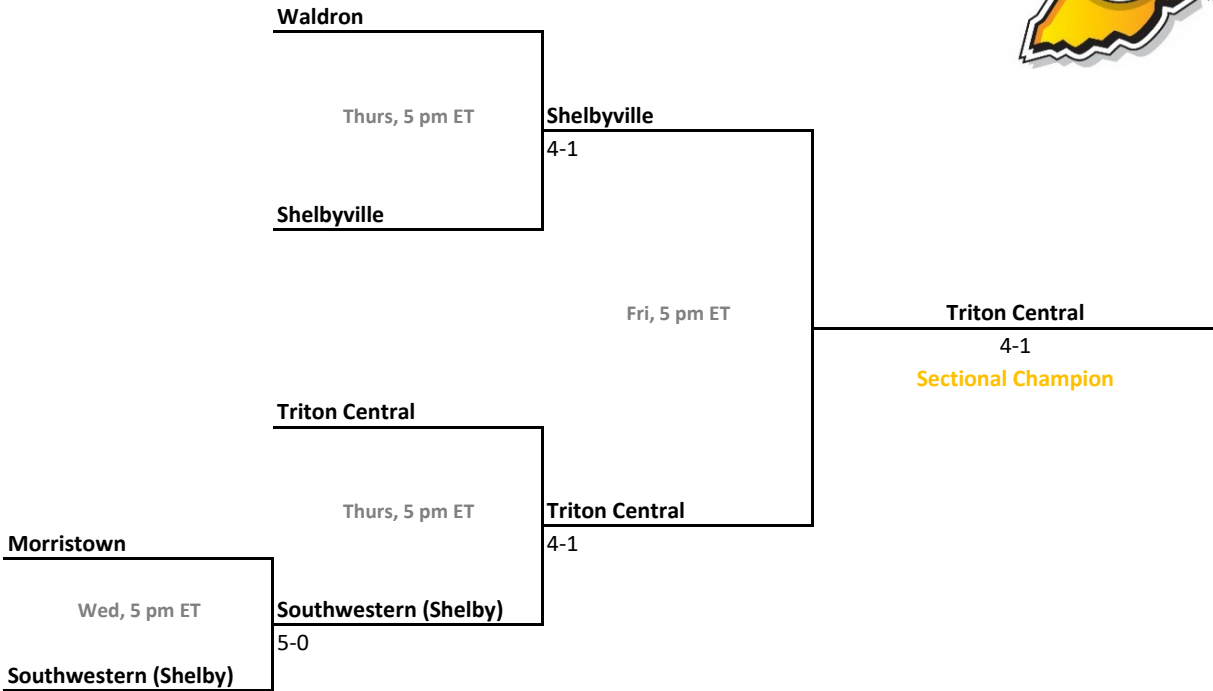 Waldron
Thurs, 5 pm ET
Shelbyville
4-1
Shelbyville
Fri, 5 pm ET
Triton Central
4-1
Sectional Champion
Triton Central
Thurs, 5 pm ET
Triton Central
4-1
Morristown
Wed, 5 pm ET
Southwestern (Shelby)
5-0
Southwestern (Shelby)